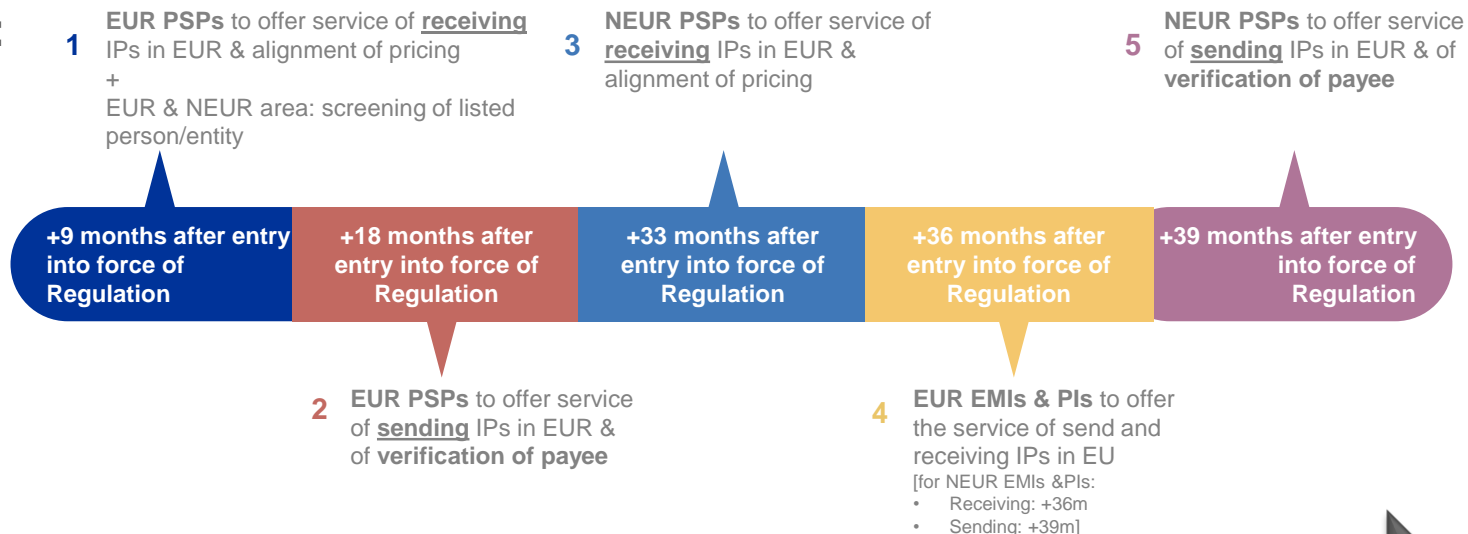 1
EUR PSPs to offer service of receiving
IPs in EUR & alignment of pricing
+
EUR & NEUR area: screening of listed
person/entity
3
NEUR PSPs to offer service of
receiving IPs in EUR &
alignment of pricing
5
NEUR PSPs to offer service
of sending IPs in EUR & of
verification of payee
+9 months after entry
into force of
Regulation
+18 months after
entry into force of
Regulation
+33 months after
entry into force of
Regulation
+36 months after
entry into force of
Regulation
+39 months after entry
into force of
Regulation
2
EUR PSPs to offer service
of sending IPs in EUR &
of verification of payee
4
EUR EMIs & PIs to offer
the service of send and
receiving IPs in EU
[for NEUR EMIs &PIs:
• Receiving: +36m
• Sending: +39m]